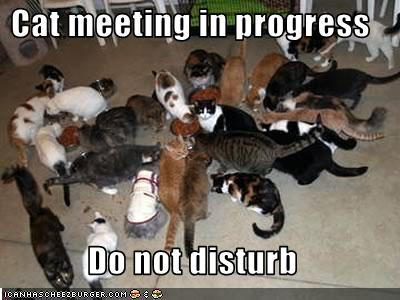 Cat meeting in progress
Do not disturb
ICANHASCHEEZBURGER.COM